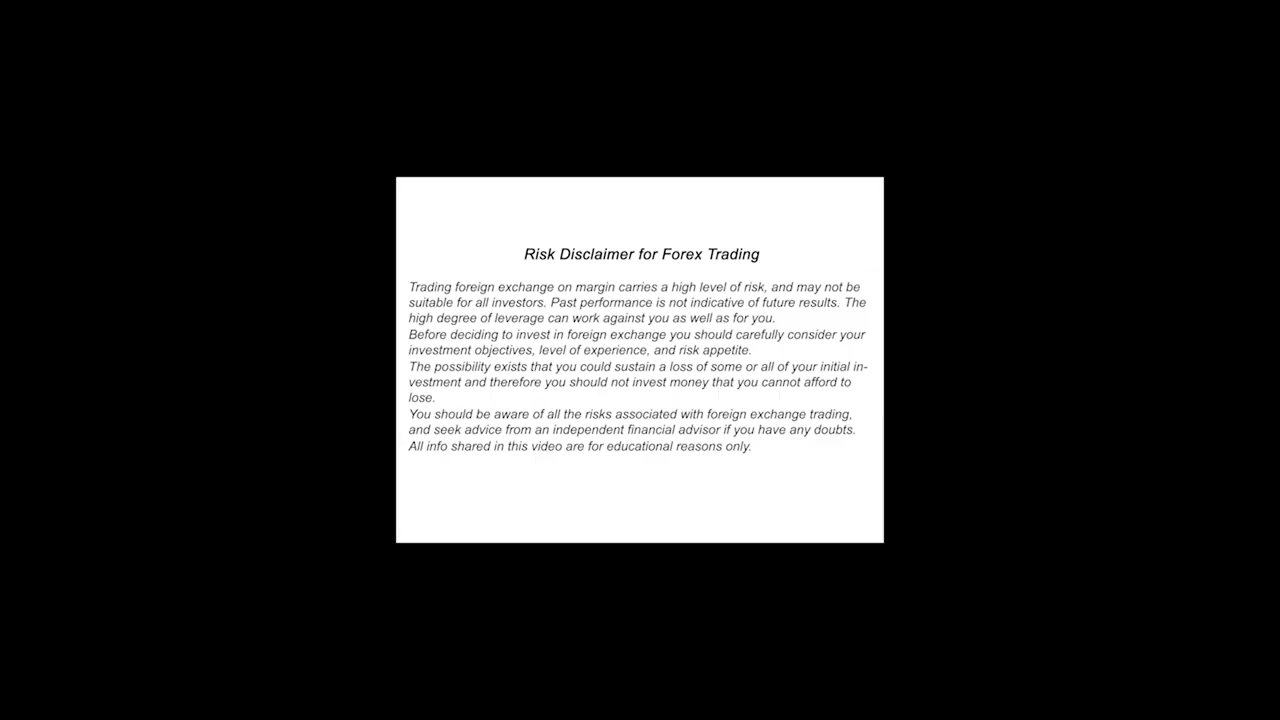 Risk Disclaimer for Forex Trading
Trading foreign exchange on margin carries a high level of risk, and may not be
suitable for all investors. Past performance is not indicative of future results. The
high degree of leverage can work against you as well as for you.
Before deciding to invest in foreign exchange you should carefully consider your
investment objectives, level of experience, and risk appetite.
The possibility exists that you could sustain a loss of some or all of your initial in-
vestment and therefore you should not invest money that you cannot afford to
lose.
You should be aware of all the risks associated with foreign exchange trading,
and seek advice from an independent financial advisor if you have any doubts.
All info shared in this video are for educational reasons only.